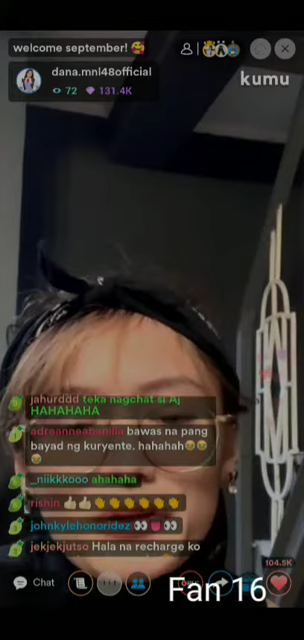 welcome september! 🥰
dana.mnl48official
72 131.4K
kumu
jahurddd teka nagchat si Aj
HAHAHAHA
bawas na pang
bayad ng kuryente. hahahah🥹🥹
🥹
_niikkkooo ahahaha
rishin 👍🏻👍🏻👏👏👏👏👏👏
johnkylehonoridez 👀👅👀
jekjekjutso Hala na recharge ko
104.5K
Chat
Fan 16